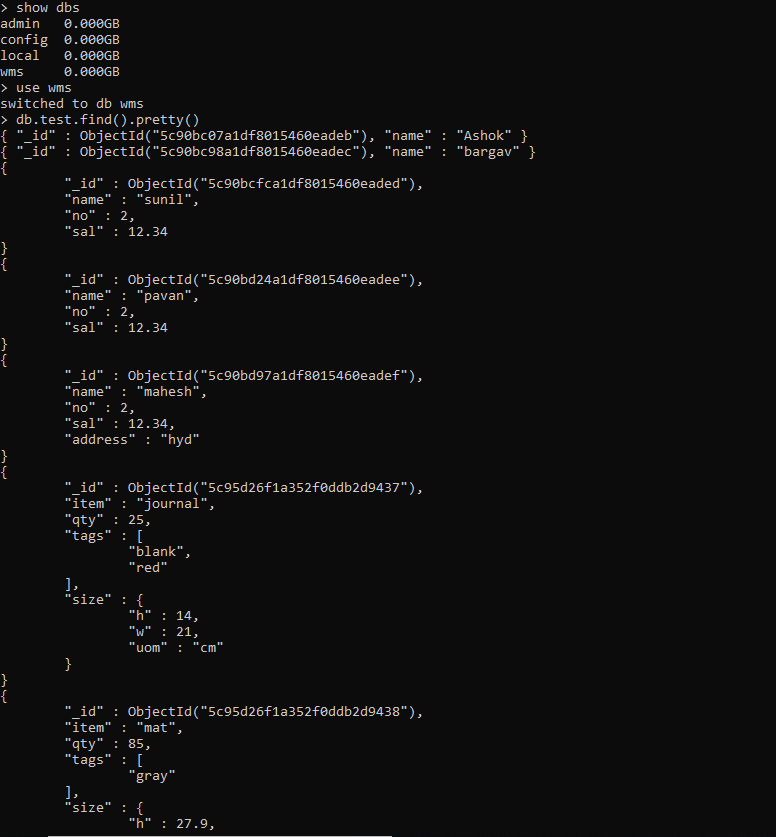 > show dbs
admin   0.000GB
config  0.000GB
local   0.000GB
wms     0.000GB
> use wms
switched to db wms
> db.test.find().pretty()
{ "_id" : ObjectId("5c90bc07a1df8015460eadeb"), "name" : "Ashok" }
{ "_id" : ObjectId("5c90bc98a1df8015460eadec"), "name" : "bargav" }
{
        "_id" : ObjectId("5c90bcfca1df8015460eaded"),
        "name" : "sunil",
        "no" : 2,
        "sal" : 12.34
}
{
        "_id" : ObjectId("5c90bd24a1df8015460eadee"),
        "name" : "pavan",
        "no" : 2,
        "sal" : 12.34
}
{
        "_id" : ObjectId("5c90bd97a1df8015460eadef"),
        "name" : "mahesh",
        "no" : 2,
        "sal" : 12.34,
        "address" : "hyd"
}
{
        "_id" : ObjectId("5c95d26f1a352f0ddb2d9437"),
        "item" : "journal",
        "qty" : 25,
        "tags" : [
                "blank",
                "red"
        ],
        "size" : {
                "h" : 14,
                "w" : 21,
                "uom" : "cm"
        }
}
{
        "_id" : ObjectId("5c95d26f1a352f0ddb2d9438"),
        "item" : "mat",
        "qty" : 85,
        "tags" : [
                "gray"
        ],
        "size" : {
                "h" : 27.9,